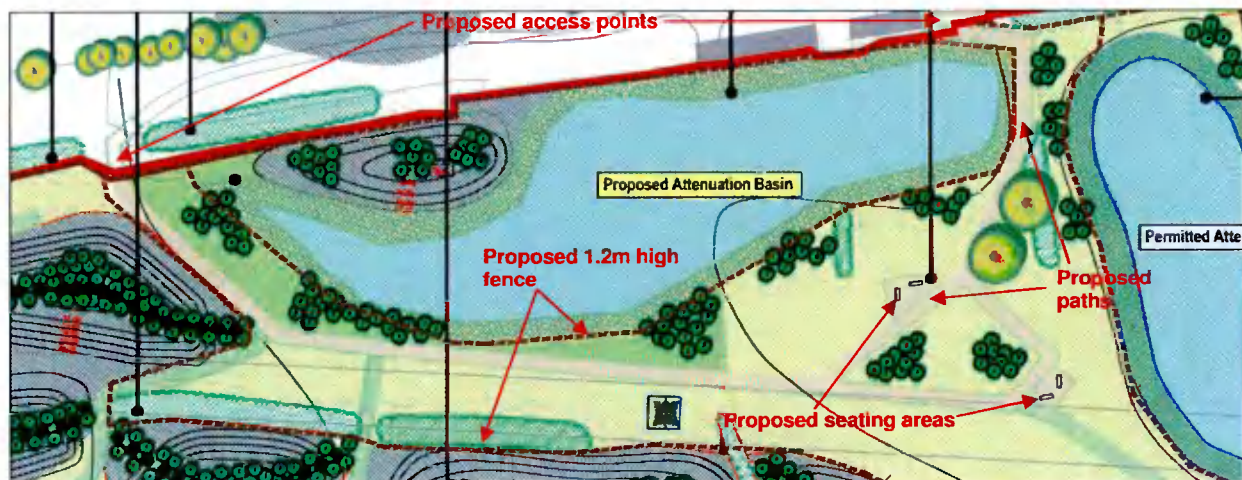 Proposed access points
Proposed Attenuation Basin
Permitted Atte
Proposed 1.2m high
fence
Proposed
paths
Proposed seating areas